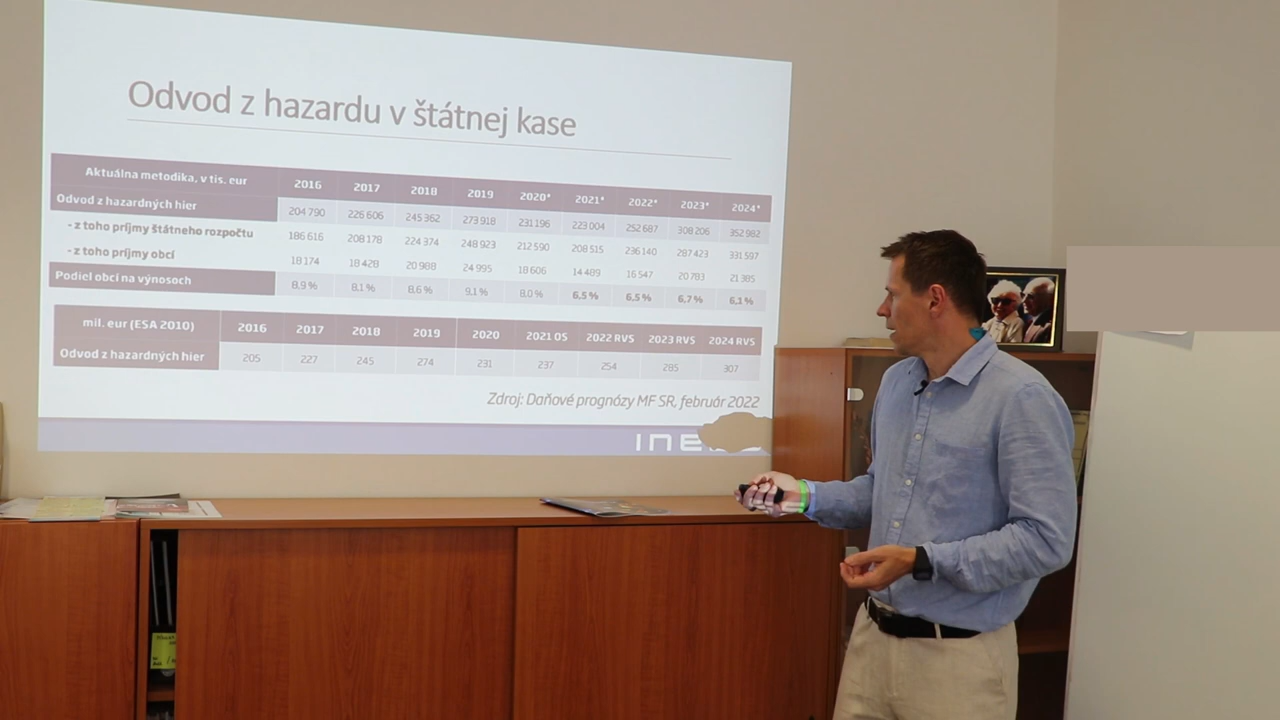 Odvod z hazardu v štátnej kase
Aktuálna metodika, v tis. eur 2016 2017 2018 2019 2020* 2021* 2022* 2023* 2024*
Odvod z hazardných hier 204 790 226 606 245 362 273 918 231 196 223 004 252 687 308 206 352 982
- z toho príjmy štátneho rozpočtu 186 616 208 178 224 374 248 923 212 590 208 515 236 140 287 423 331 597
- z toho príjmy obcí 18 174 18 428 20 988 24 995 18 606 14 489 16 547 20 783 21 385
Podiel obcí na výnosoch 8,9 % 8,1 % 8,6 % 9,1 % 8,0 % 6,5 % 6,5 % 6,7 % 6,1 %
mil. eur (ESA 2010) 2016 2017 2018 2019 2020 2021 OS 2022 RVS 2023 RVS 2024 RVS
Odvod z hazardných hier 205 227 245 274 231 237 254 285 307
Zdroj: Daňové prognózy MF SR, február 2022